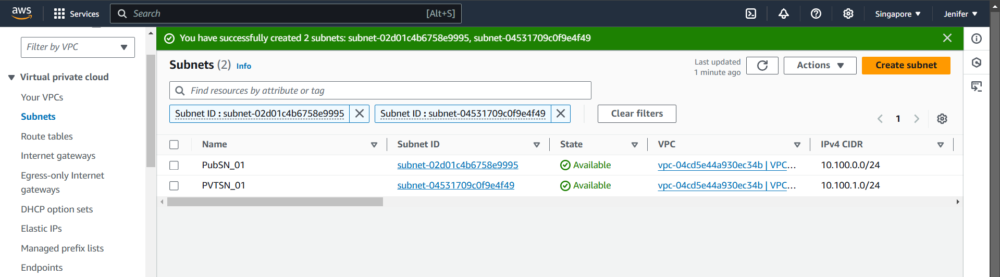 aws
Services
Search
[Alt+S]
Singapore
Jenifer
Filter by VPC
Virtual private cloud
Your VPCs
Subnets
Route tables
Internet gateways
Egress-only Internet
gateways
DHCP option sets
Elastic IPs
Managed prefix lists
Endpoints
You have successfully created 2 subnets: subnet-02d01c4b6758e9995, subnet-04531709c0f9e4f49
Subnets (2) Info
Last updated
1 minute ago
Actions
Create subnet
Find resources by attribute or tag
Subnet ID : subnet-02d01c4b6758e9995
Subnet ID : subnet-04531709c0f9e4f49
Clear filters
1
Name Subnet ID State VPC IPv4 CIDR
PubSN_01 subnet-02d01c4b6758e9995 Available vpc-04cd5e44a930ec34b | VPC... 10.100.0.0/24
PVTSN_01 subnet-04531709c0f9e4f49 Available vpc-04cd5e44a930ec34b | VPC... 10.100.1.0/24